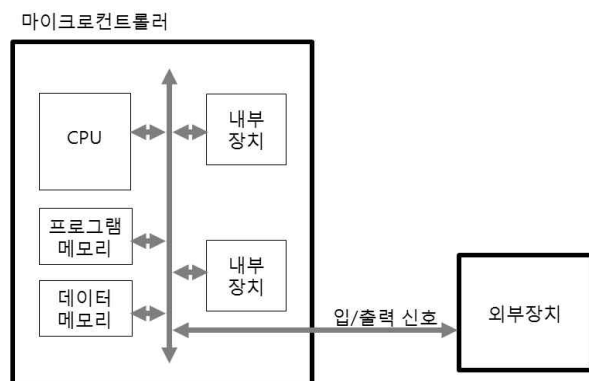 마이크로컨트롤러
CPU
내부
장치
프로그램
메모리
내부
장치
데이터
메모리
입/출력 신호
외부장치